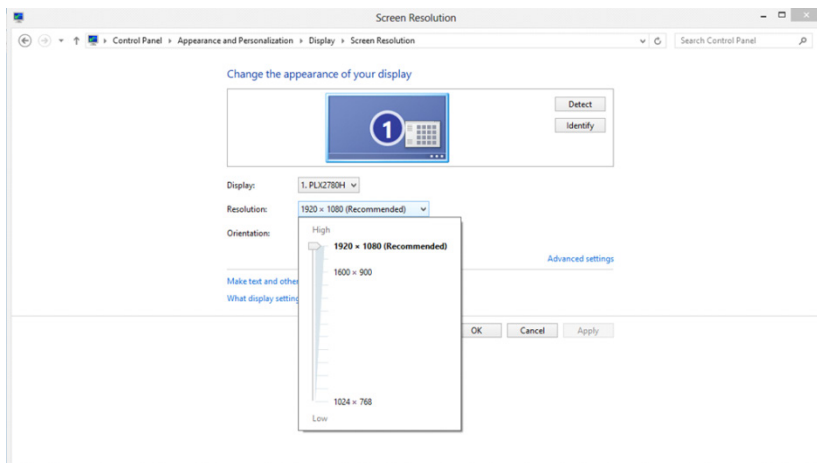 Screen Resolution
Control Panel Appearance and Personalization Display Screen Resolution
Search Control Panel
Change the appearance of your display
1
Detect
Identify
Display: 1. PLX2780H
Resolution: 1920 × 1080 (Recommended)
Orientation:
High
1920 × 1080 (Recommended)
1600 × 900
Advanced settings
Make text and other
What display setting
OK Cancel Apply
1024 × 768
Low